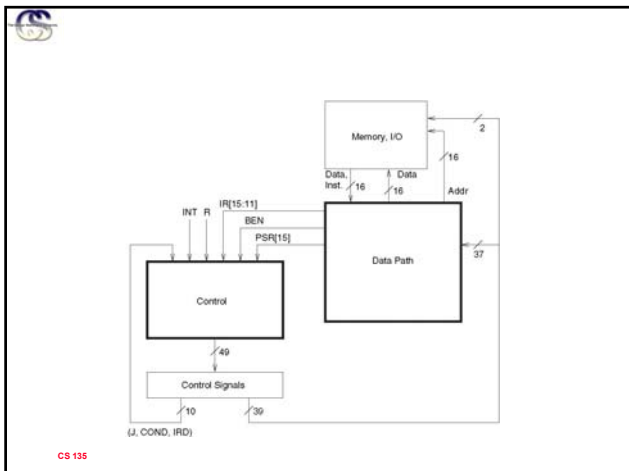 Memory, I/O
2
16
Data,
Inst.
16
16
Data
Addr
IR[15:11]
INT R
BEN
PSR[15]
Data Path
37
Control
49
Control Signals
10
39
(J, COND, IRD)
CS 135